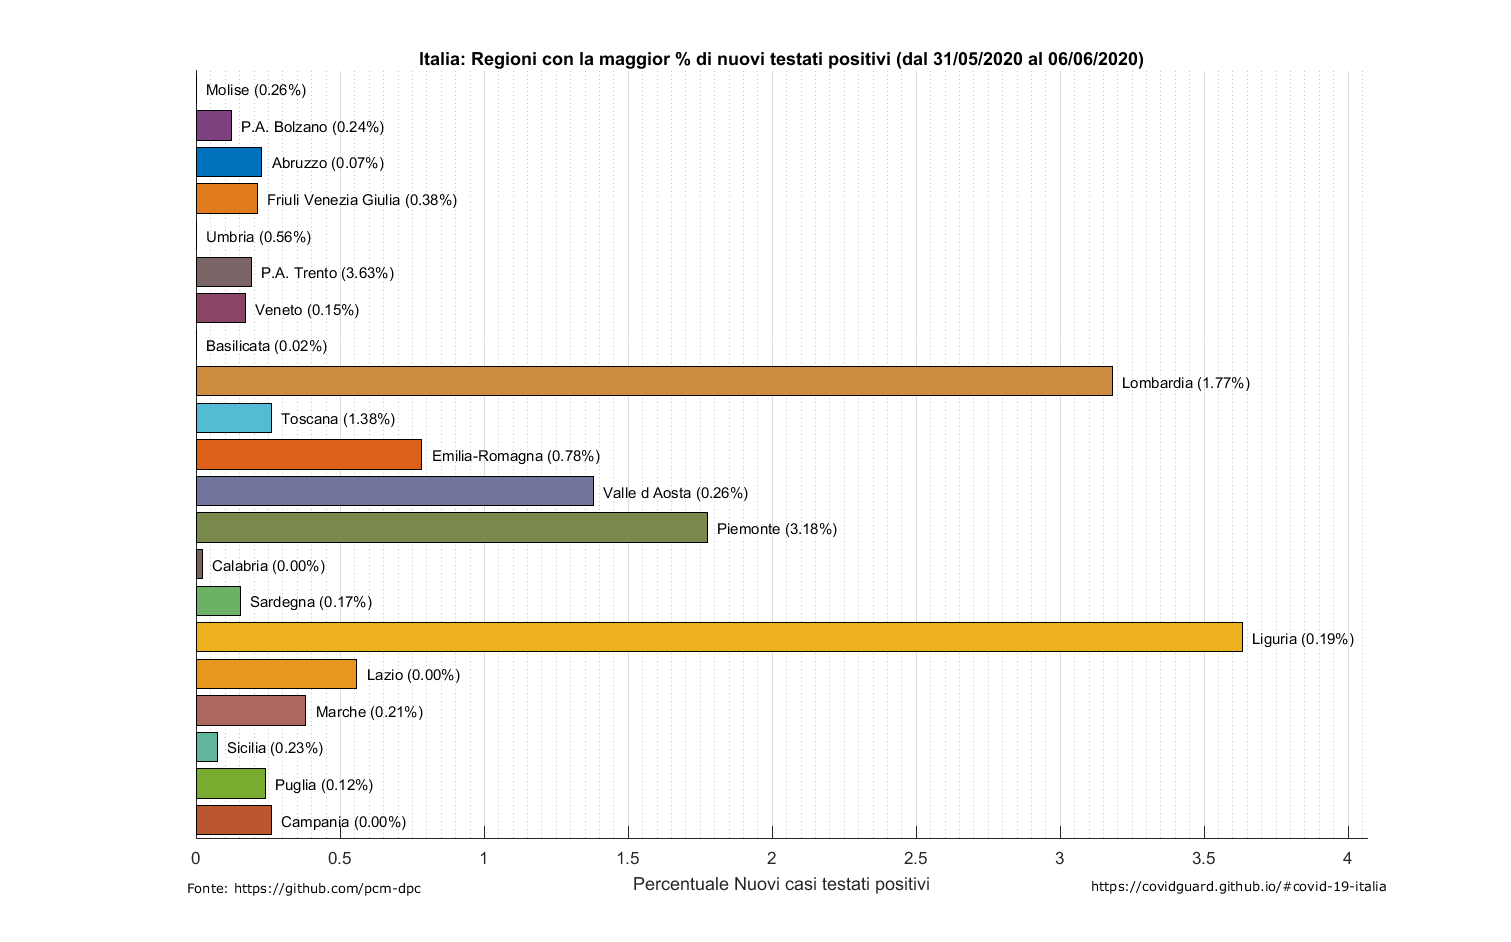 Italia: Regioni con la maggior % di nuovi testati positivi (dal 31/05/2020 al 06/06/2020)
Molise (0.26%)
P.A. Bolzano (0.24%)
Abruzzo (0.07%)
Friuli Venezia Giulia (0.38%)
Umbria (0.56%)
P.A. Trento (3.63%)
Veneto (0.15%)
Basilicata (0.02%)
Lombardia (1.77%)
Toscana (1.38%)
Emilia-Romagna (0.78%)
Valle d Aosta (0.26%)
Piemonte (3.18%)
Calabria (0.00%)
Sardegna (0.17%)
Liguria (0.19%)
Lazio (0.00%)
Marche (0.21%)
Sicilia (0.23%)
Puglia (0.12%)
Campania (0.00%)
0 0.5 1 1.5 2 2.5 3 3.5 4
Percentuale Nuovi casi testati positivi
Fonte: https://github.com/pcm-dpc
https://covidguard.github.io/#covid-19-italia